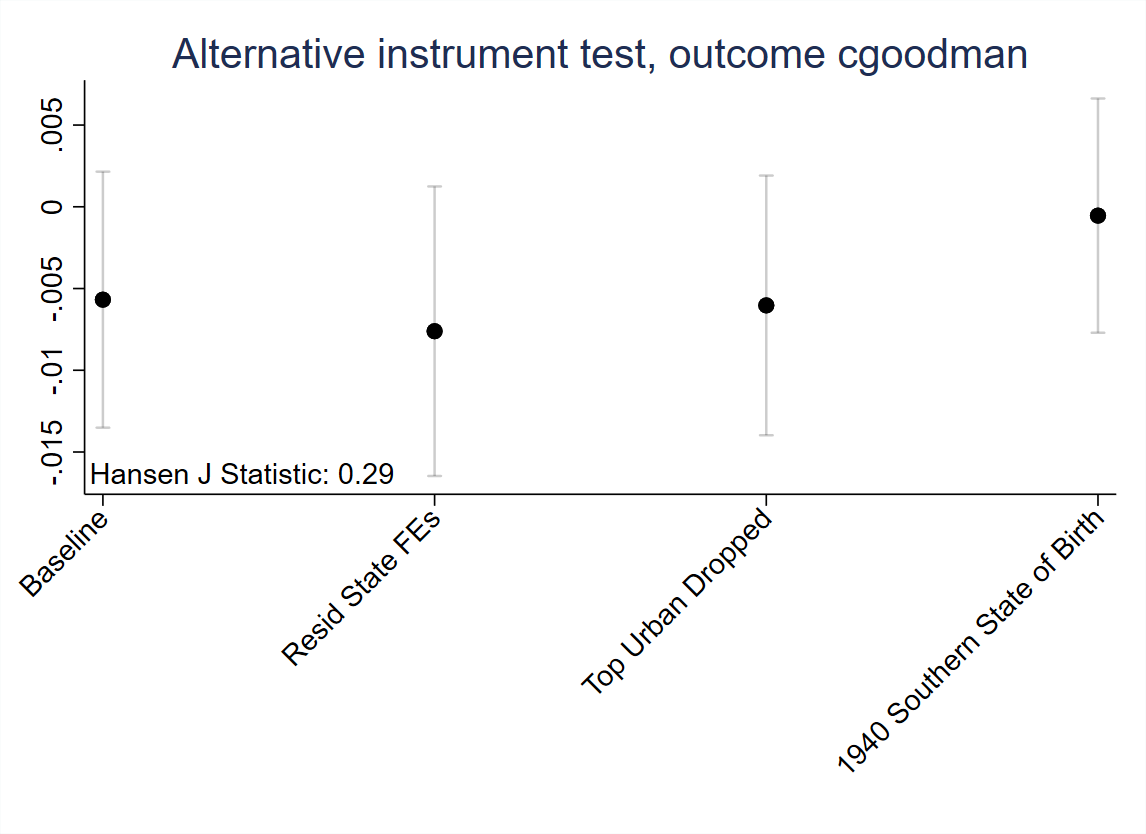 Alternative instrument test, outcome cgoodman
.005
0
-.005
-.01
-.015
Hansen J Statistic: 0.29
Baseline
Resid State FEs
Top Urban Dropped
1940 Southern State of Birth